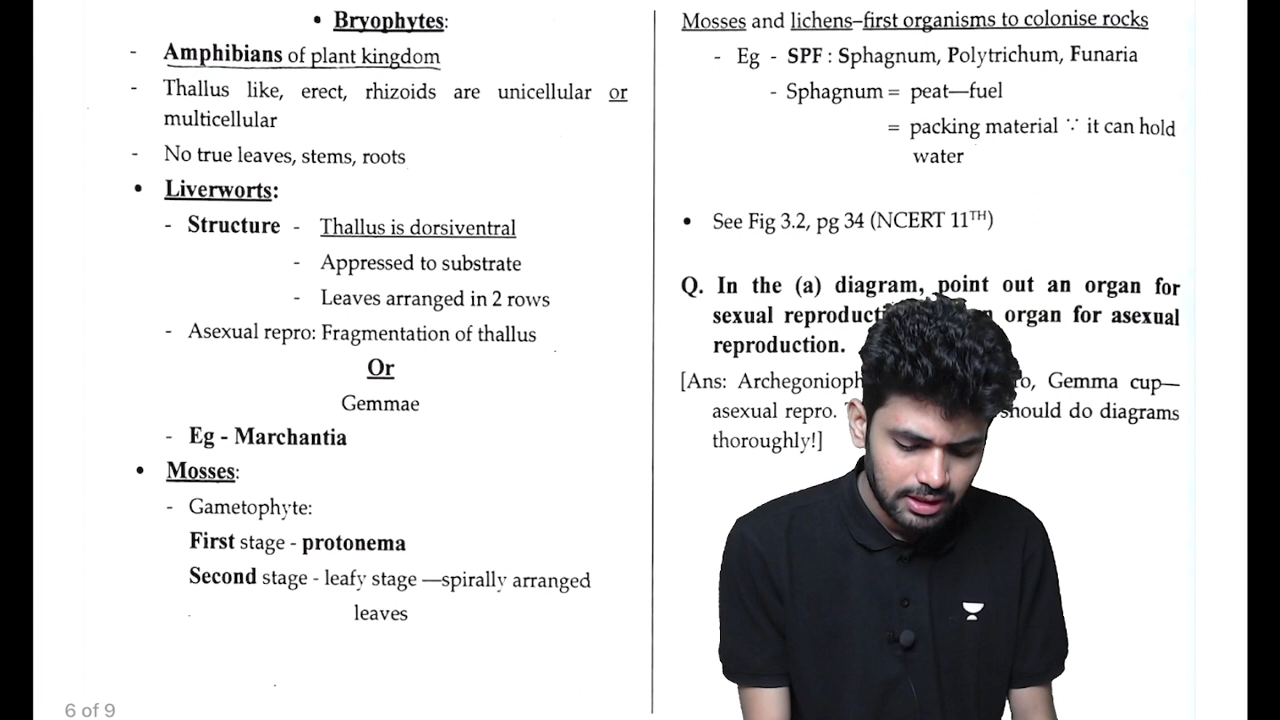 • Bryophytes:
- Amphibians of plant kingdom
- Thallus like, erect, rhizoids are unicellular or
multicellular
- No true leaves, stems, roots
• Liverworts:
- Structure - Thallus is dorsiventral
- Appressed to substrate
- Leaves arranged in 2 rows
- Asexual repro: Fragmentation of thallus
Or
Gemmae
- Eg - Marchantia
• Mosses:
- Gametophyte:
First stage - protonema
Second stage - leafy stage —spirally arranged
leaves
6 of 9
Mosses and lichens–first organisms to colonise rocks
- Eg - SPF : Sphagnum, Polytrichum, Funaria
- Sphagnum = peat—fuel
= packing material ∵ it can hold
water
• See Fig 3.2, pg 34 (NCERT 11TH)
Q. In the (a) diagram, point out an organ for
sexual organ for asexual
reproduction.
[Ans: Gemma cup—
asexual repro. should do diagrams
thoroughly!]